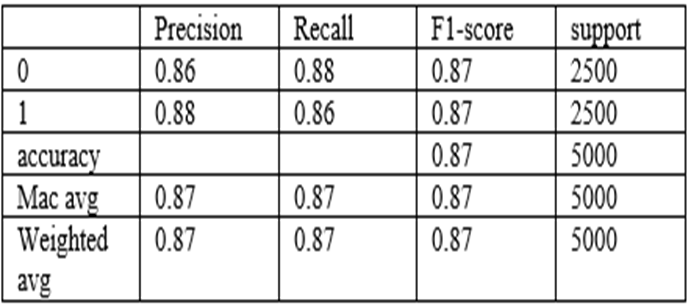 Precision Recall F1-score support
0 0.86 0.88 0.87 2500
1 0.88 0.86 0.87 2500
accuracy 0.87 5000
Mac avg 0.87 0.87 0.87 5000
Weighted 0.87 0.87 0.87 5000
avg